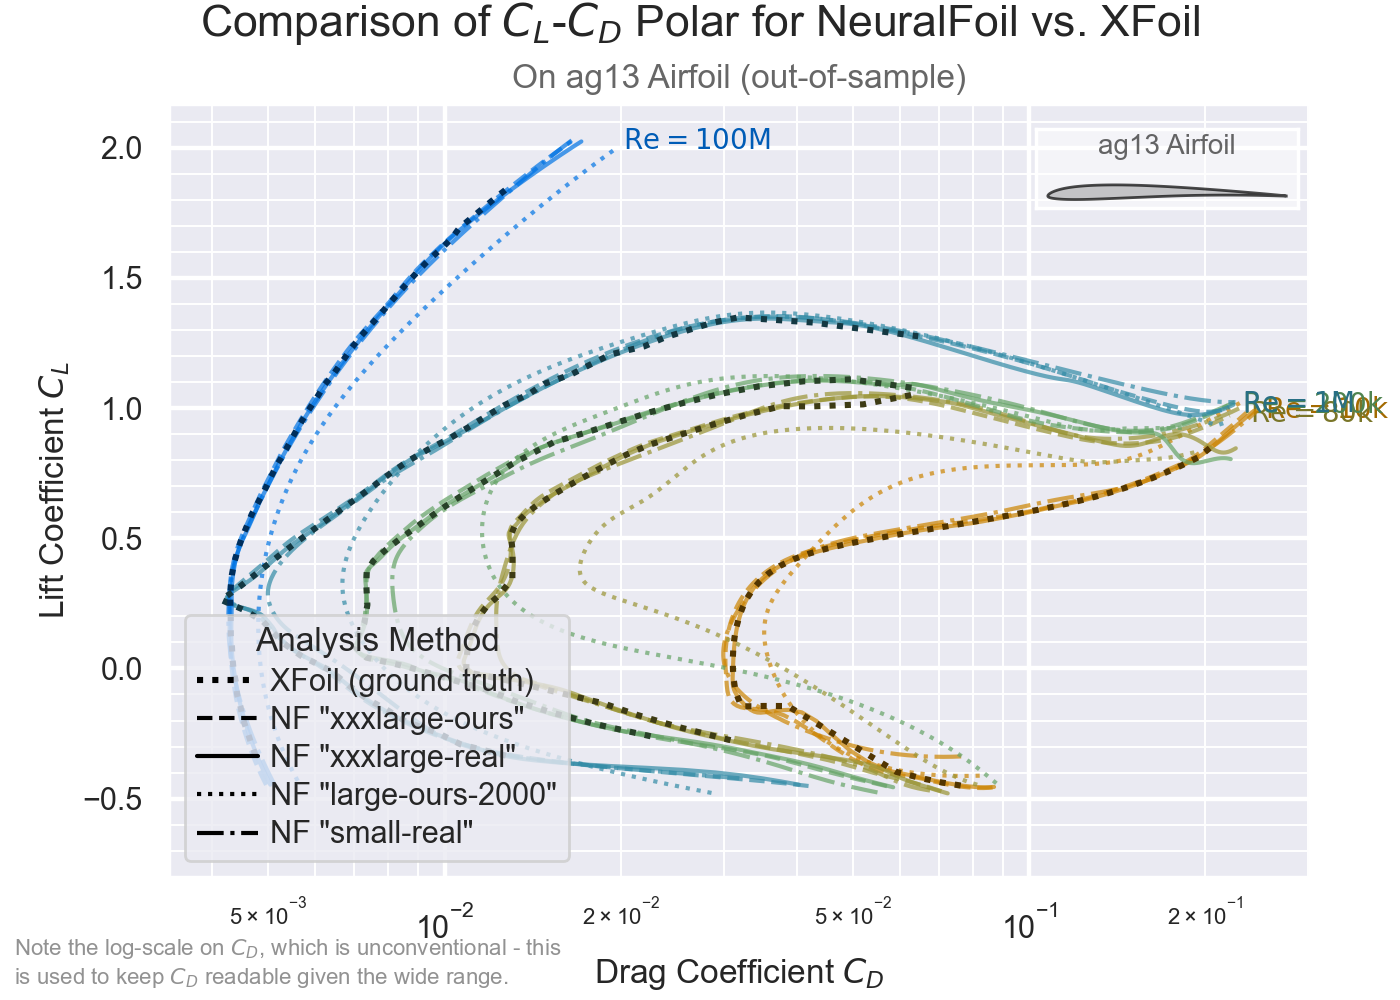 Comparison of C_L-C_D Polar for NeuralFoil vs. XFoil
On ag13 Airfoil (out-of-sample)
Re = 100M
ag13 Airfoil
2.0
1.5
1.0
0.5
0.0
−0.5
Lift Coefficient C_L
Analysis Method
XFoil (ground truth)
NF "xxxlarge-ours"
NF "xxxlarge-real"
NF "large-ours-2000"
NF "small-real"
5 × 10⁻³
10⁻²
2 × 10⁻²
5 × 10⁻²
10⁻¹
2 × 10⁻¹
Drag Coefficient C_D
Note the log-scale on C_D, which is unconventional - this
is used to keep C_D readable given the wide range.